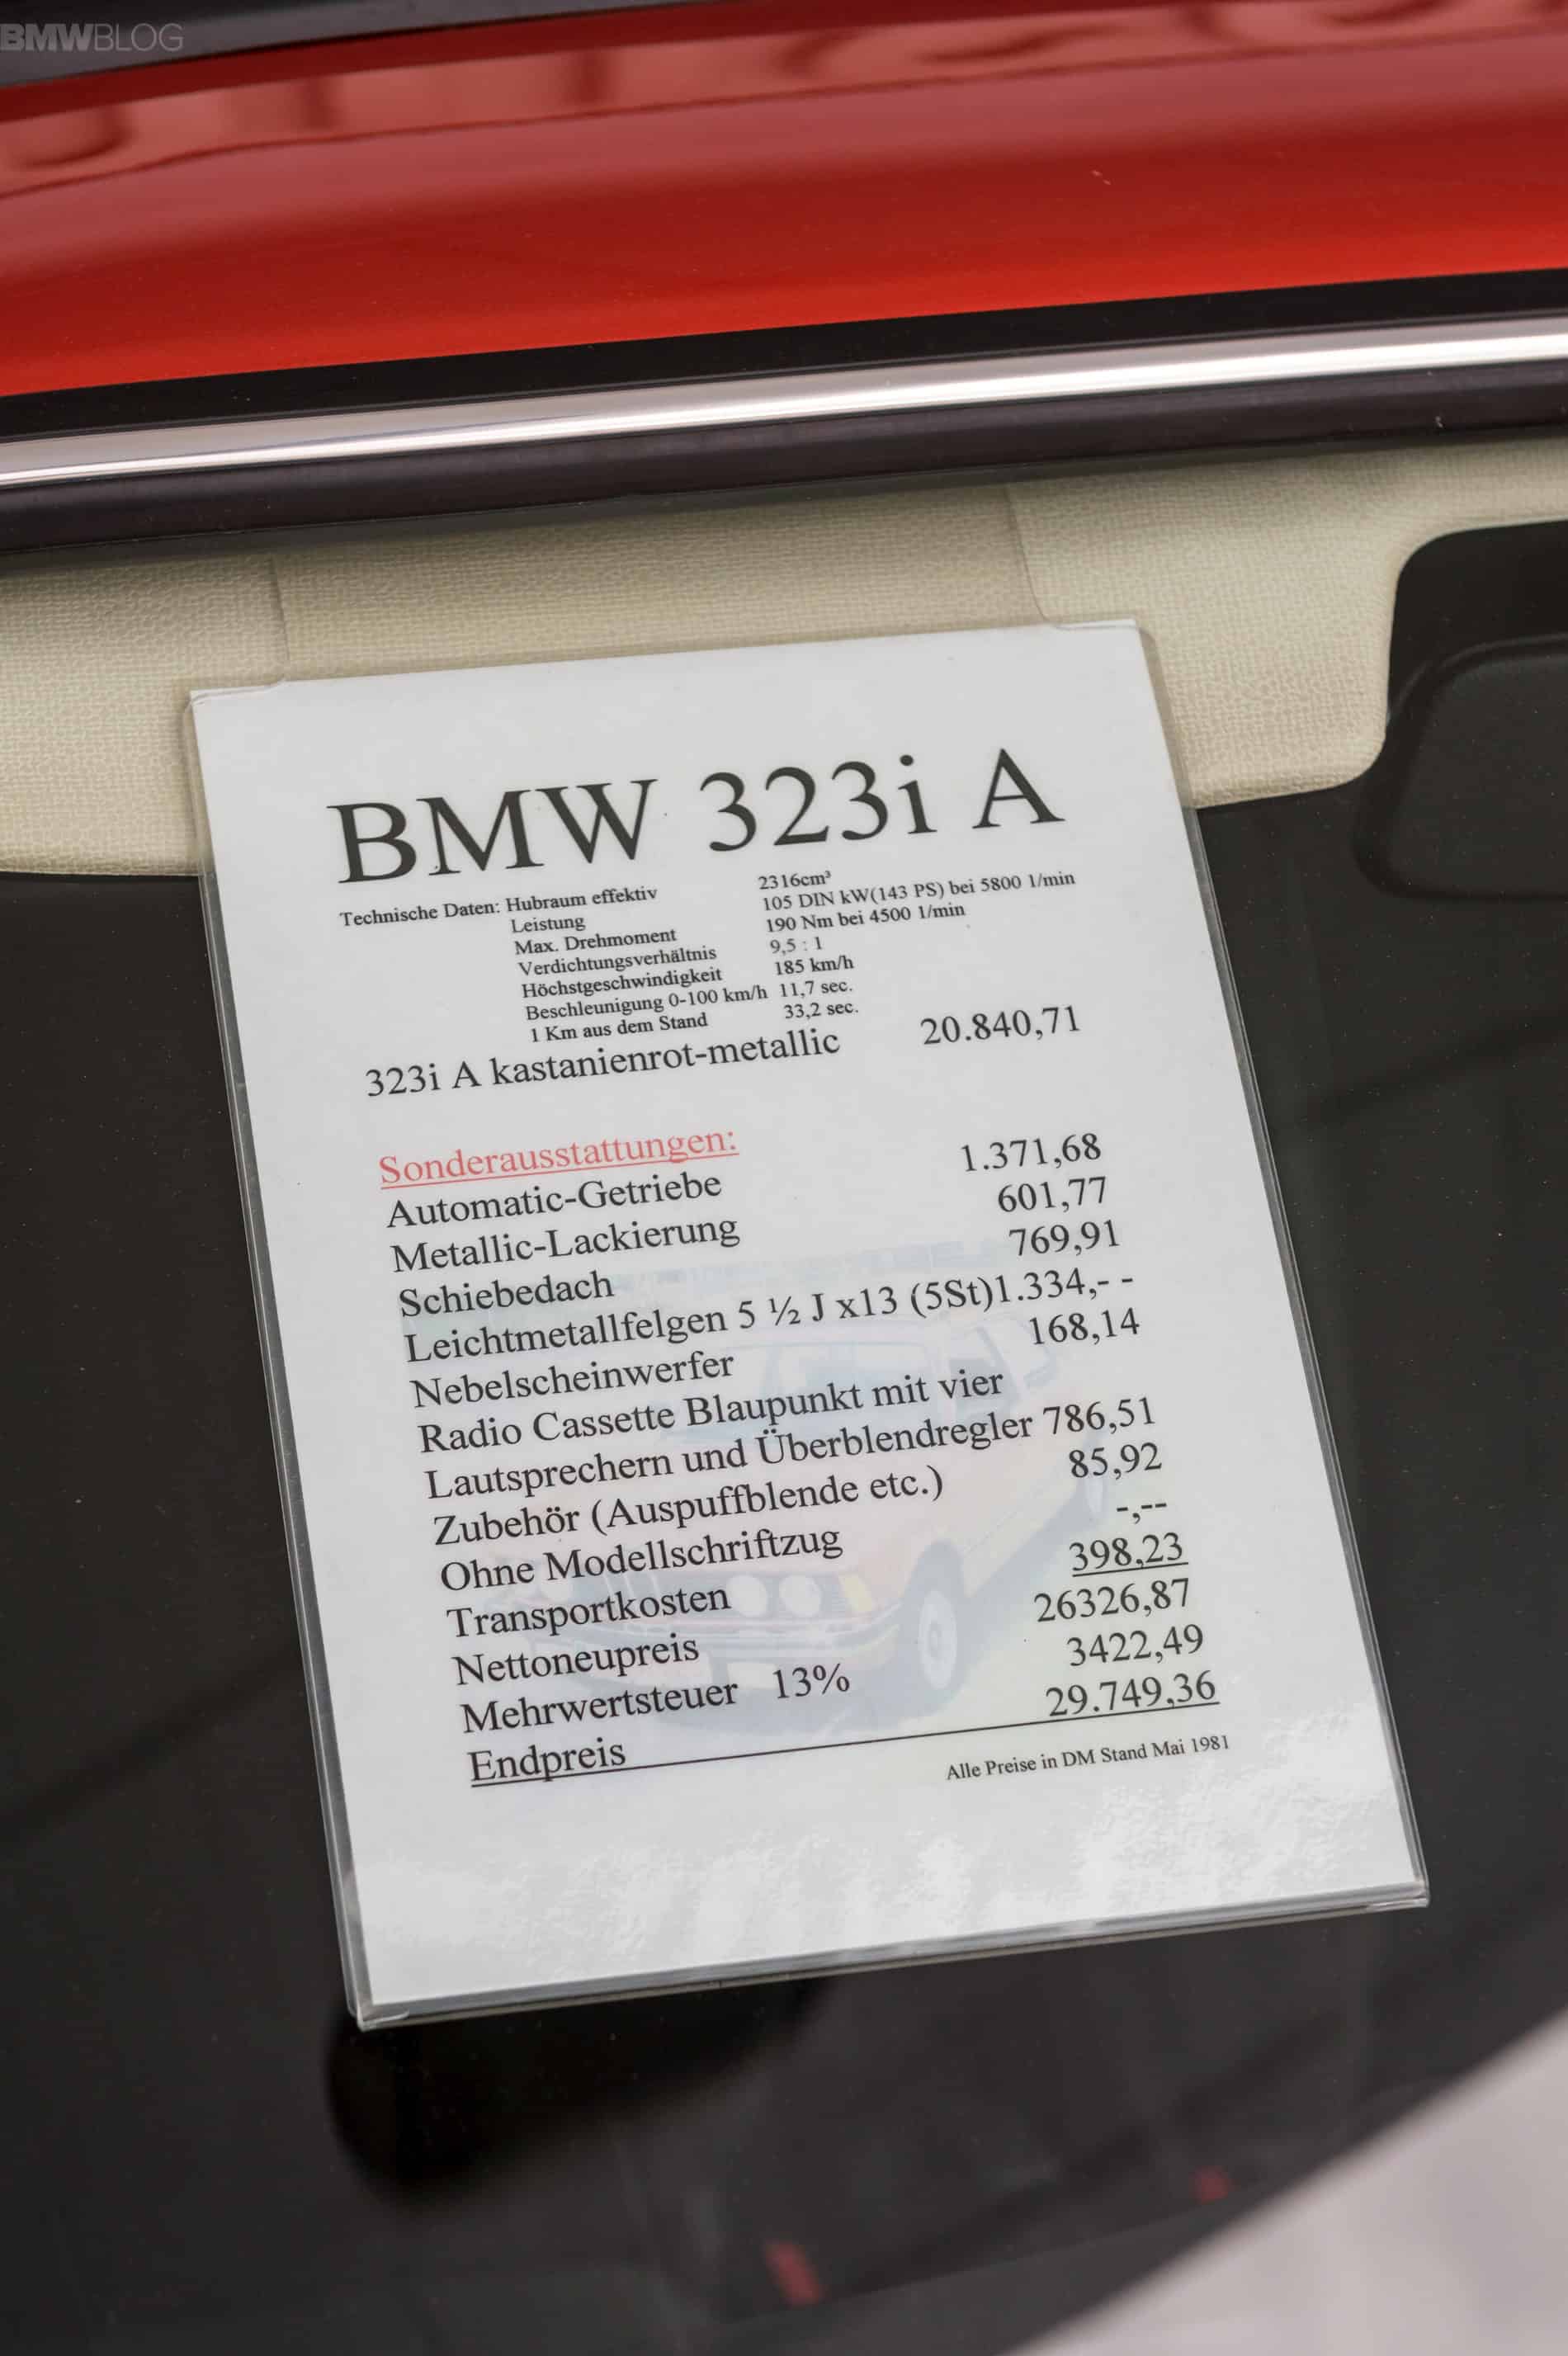 BMWBLOG
BMW 323i A
Technische Daten: Hubraum effektiv 2316cm³
Leistung 105 DIN kW(143 PS) bei 5800 1/min
Max. Drehmoment 190 Nm bei 4500 1/min
Verdichtungsverhältnis 9,5 : 1
Höchstgeschwindigkeit 185 km/h
Beschleunigung 0-100 km/h 11,7 sec.
1 Km aus dem Stand 33,2 sec.
323i A kastanienrot-metallic 20.840,71
Sonderausstattungen:
Automatic-Getriebe 1.371,68
Metallic-Lackierung 601,77
Schiebedach 769,91
Leichtmetallfelgen 5 ½ J x13 (5St)1.334,- -
Nebelscheinwerfer 168,14
Radio Cassette Blaupunkt mit vier
Lautsprechern und Überblendregler 786,51
Zubehör (Auspuffblende etc.) 85,92
Ohne Modellschriftzug -,--
Transportkosten 398,23
Nettoneupreis 26326,87
Mehrwertsteuer 13% 3422,49
Endpreis 29.749,36
Alle Preise in DM Stand Mai 1981